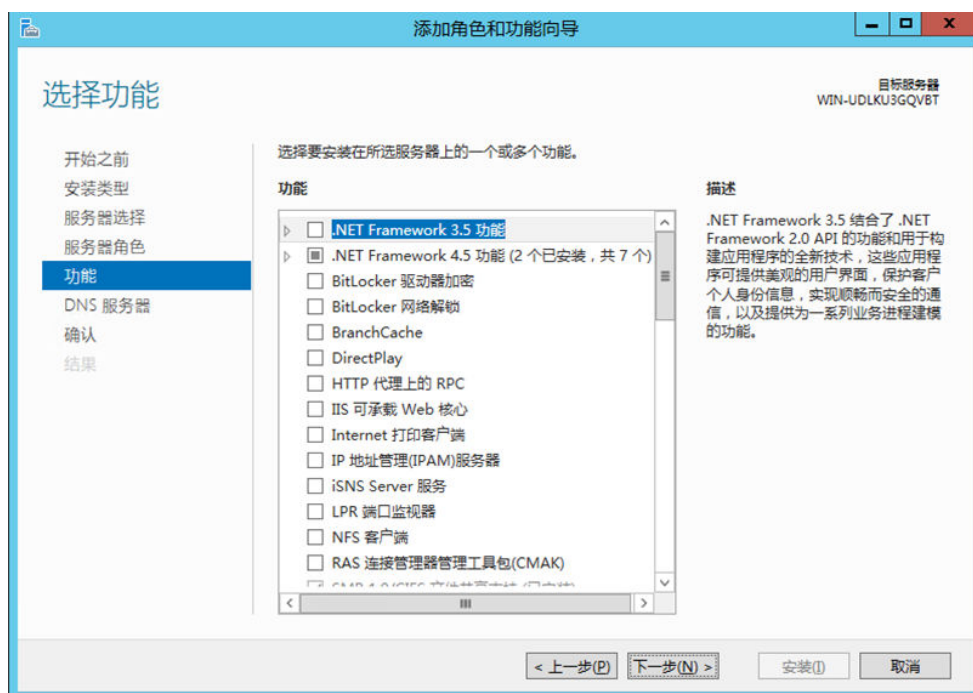 添加角色和功能向导
选择功能
目标服务器
WIN-UDLKU3GQVBT
开始之前
安装类型
服务器选择
服务器角色
功能
DNS 服务器
确认
结果
选择要安装在所选服务器上的一个或多个功能。
功能
.NET Framework 3.5 功能
.NET Framework 4.5 功能 (2 个已安装，共 7 个)
BitLocker 驱动器加密
BitLocker 网络解锁
BranchCache
DirectPlay
HTTP 代理上的 RPC
IIS 可承载 Web 核心
Internet 打印客户端
IP 地址管理(IPAM)服务器
iSNS Server 服务
LPR 端口监视器
NFS 客户端
RAS 连接管理器管理工具包(CMAK)
SMB 1.0/CIFS 文件共享支持 (已安装)
描述
.NET Framework 3.5 结合了 .NET
Framework 2.0 API 的功能和用于构
建应用程序的全新技术，这些应用程
序可提供美观的用户界面，保护客户
个人身份信息，实现顺畅而安全的通
信，以及提供为一系列业务进程建模
的功能。
< 上一步(P)
下一步(N) >
安装(I)
取消